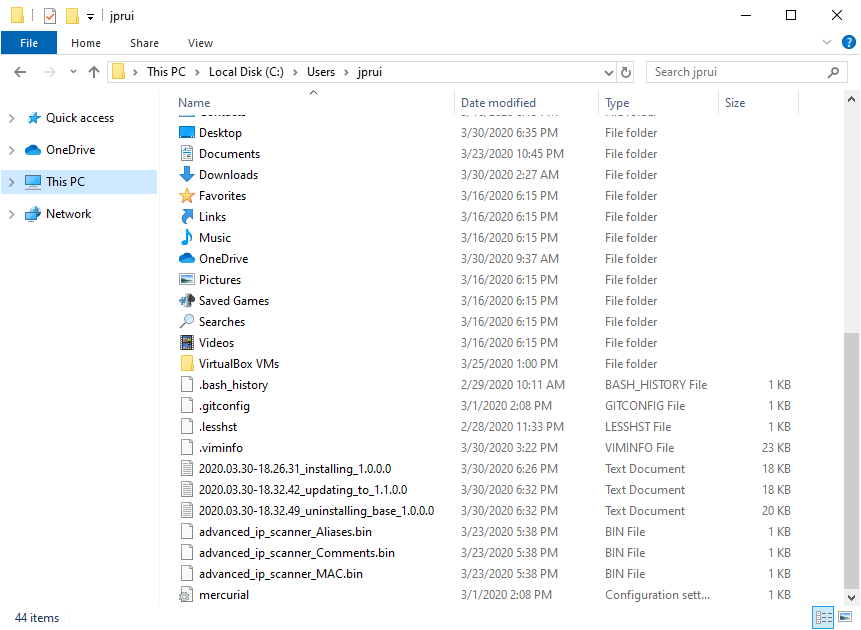 jprui
File Home Share View
This PC Local Disk (C:) Users jprui
Search jprui
Name Date modified Type Size
Quick access
OneDrive
This PC
Network
Desktop 3/30/2020 6:35 PM File folder
Documents 3/23/2020 10:45 PM File folder
Downloads 3/30/2020 2:27 AM File folder
Favorites 3/16/2020 6:15 PM File folder
Links 3/16/2020 6:15 PM File folder
Music 3/16/2020 6:15 PM File folder
OneDrive 3/30/2020 9:37 AM File folder
Pictures 3/16/2020 6:15 PM File folder
Saved Games 3/16/2020 6:15 PM File folder
Searches 3/16/2020 6:15 PM File folder
Videos 3/16/2020 6:15 PM File folder
VirtualBox VMs 3/25/2020 1:00 PM File folder
.bash_history 2/29/2020 10:11 AM BASH_HISTORY File 1 KB
.gitconfig 3/1/2020 2:08 PM GITCONFIG File 1 KB
.lesshst 2/28/2020 11:33 PM LESSHST File 1 KB
.viminfo 3/30/2020 3:22 PM VIMINFO File 23 KB
2020.03.30-18.26.31_installing_1.0.0.0 3/30/2020 6:26 PM Text Document 18 KB
2020.03.30-18.32.42_updating_to_1.1.0.0 3/30/2020 6:32 PM Text Document 18 KB
2020.03.30-18.32.49_uninstalling_base_1.0.0.0 3/30/2020 6:32 PM Text Document 20 KB
advanced_ip_scanner_Aliases.bin 3/23/2020 5:38 PM BIN File 1 KB
advanced_ip_scanner_Comments.bin 3/23/2020 5:38 PM BIN File 1 KB
advanced_ip_scanner_MAC.bin 3/23/2020 5:38 PM BIN File 1 KB
mercurial 3/1/2020 2:08 PM Configuration sett... 1 KB
44 items